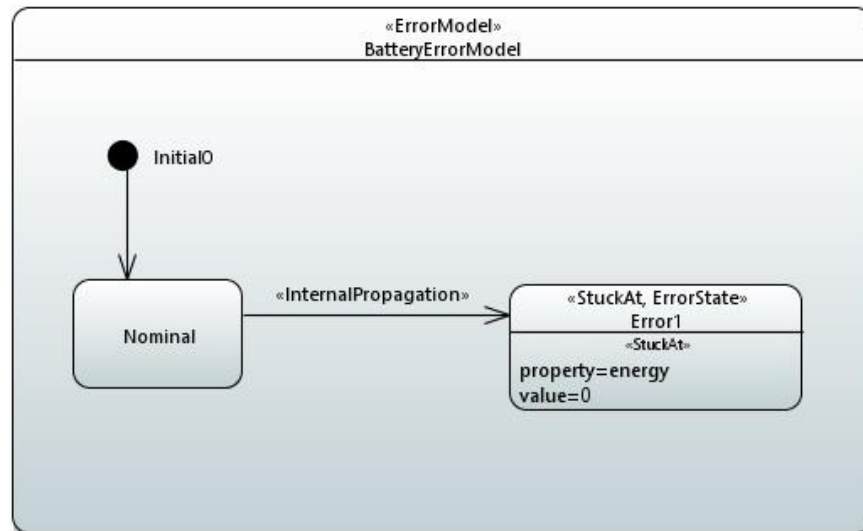 «ErrorModel»
BatteryErrorModel
Initial0
«InternalPropagation»
«StuckAt, ErrorState»
Error1
Nominal
«StuckAt»
property=energy
value=0